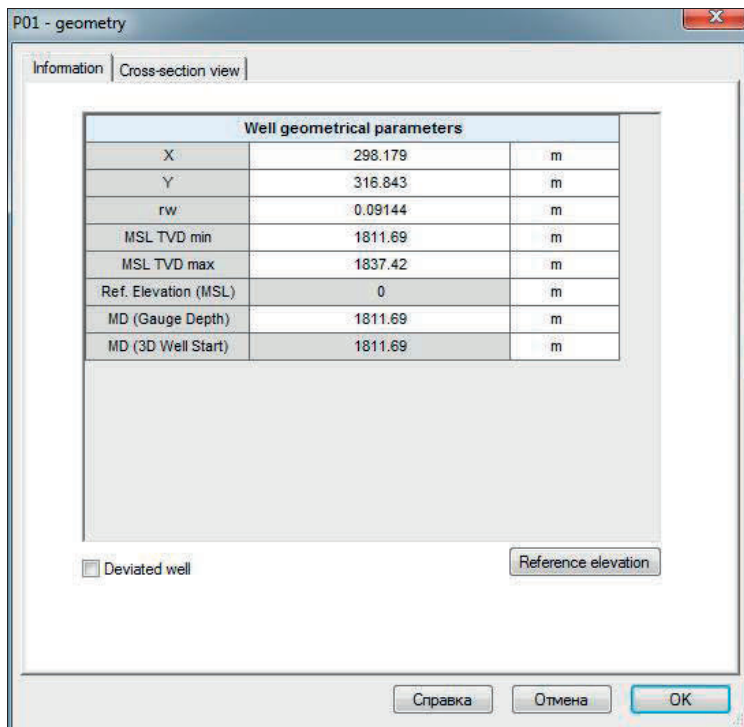 P01 - geometry
Information Cross-section view
Well geometrical parameters
X 298.179 m
Y 316.843 m
rw 0.09144 m
MSL TVD min 1811.69 m
MSL TVD max 1837.42 m
Ref. Elevation (MSL) 0 m
MD (Gauge Depth) 1811.69 m
MD (3D Well Start) 1811.69 m
Deviated well Reference elevation
Справка Отмена OK